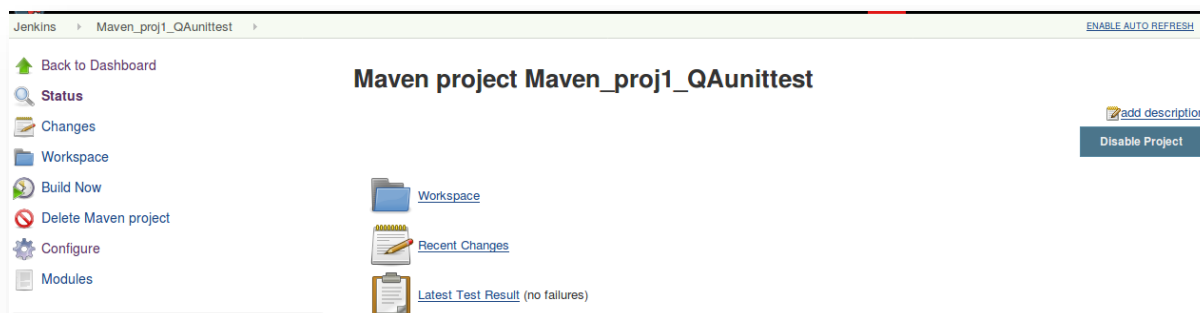 Jenkins Maven_proj1_QAunittest
ENABLE AUTO REFRESH
Back to Dashboard
Status
Changes
Workspace
Build Now
Delete Maven project
Configure
Modules
Maven project Maven_proj1_QAunittest
add description
Disable Project
Workspace
Recent Changes
Latest Test Result (no failures)